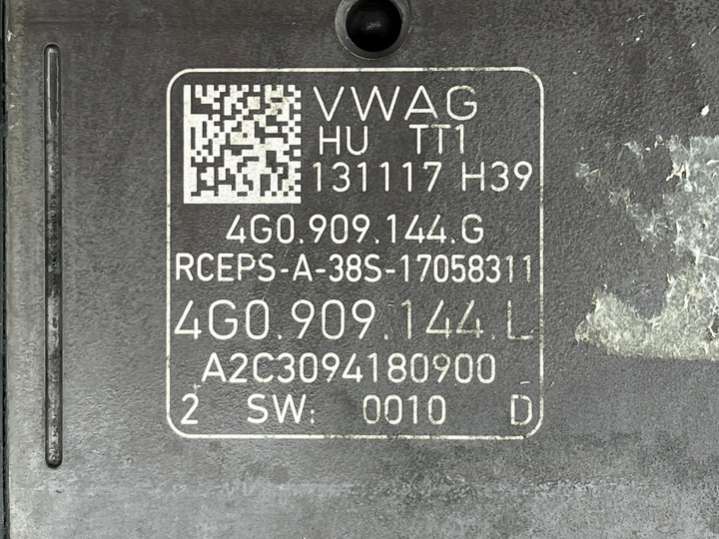 VWAG
HU TT1
131117 H39
4G0.909.144.G
RCEPS-A-38S-17058311
4G0.909.144.L
A2C3094180900
2 SW: 0010 D